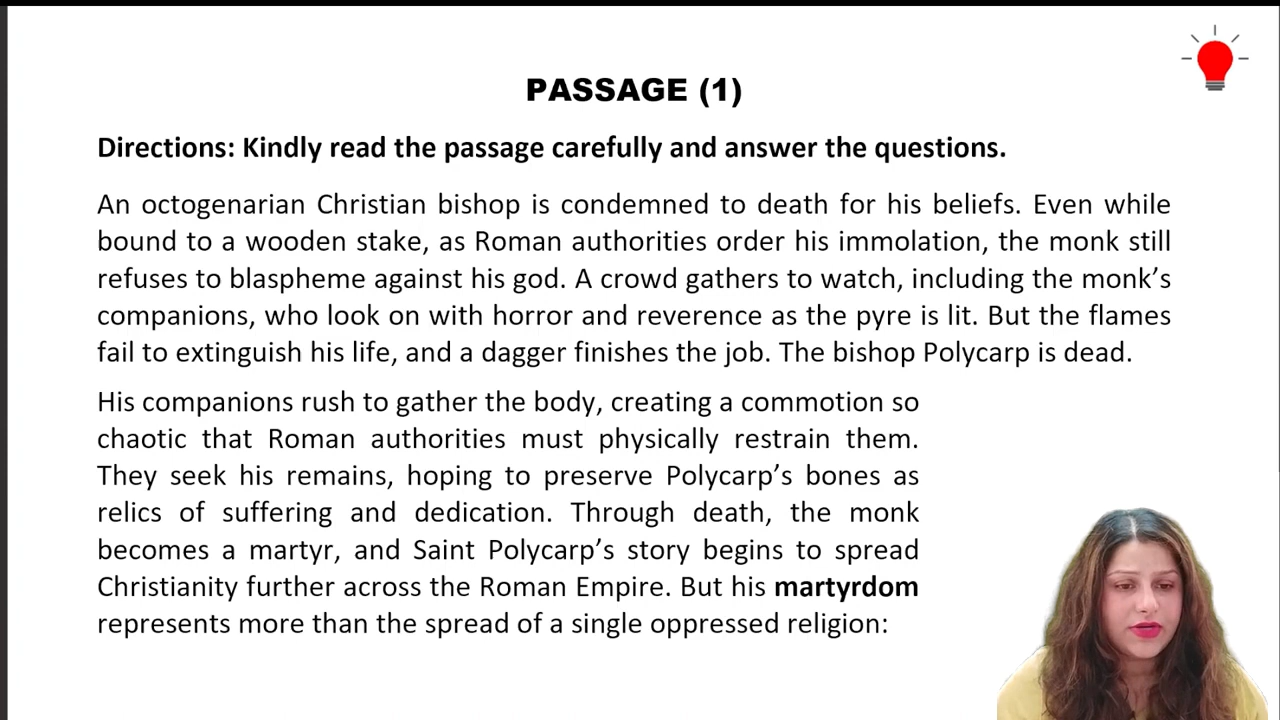 PASSAGE (1)
Directions: Kindly read the passage carefully and answer the questions.
An octogenarian Christian bishop is condemned to death for his beliefs. Even while
bound to a wooden stake, as Roman authorities order his immolation, the monk still
refuses to blaspheme against his god. A crowd gathers to watch, including the monk’s
companions, who look on with horror and reverence as the pyre is lit. But the flames
fail to extinguish his life, and a dagger finishes the job. The bishop Polycarp is dead.
His companions rush to gather the body, creating a commotion so
chaotic that Roman authorities must physically restrain them.
They seek his remains, hoping to preserve Polycarp’s bones as
relics of suffering and dedication. Through death, the monk
becomes a martyr, and Saint Polycarp’s story begins to spread
Christianity further across the Roman Empire. But his martyrdom
represents more than the spread of a single oppressed religion: